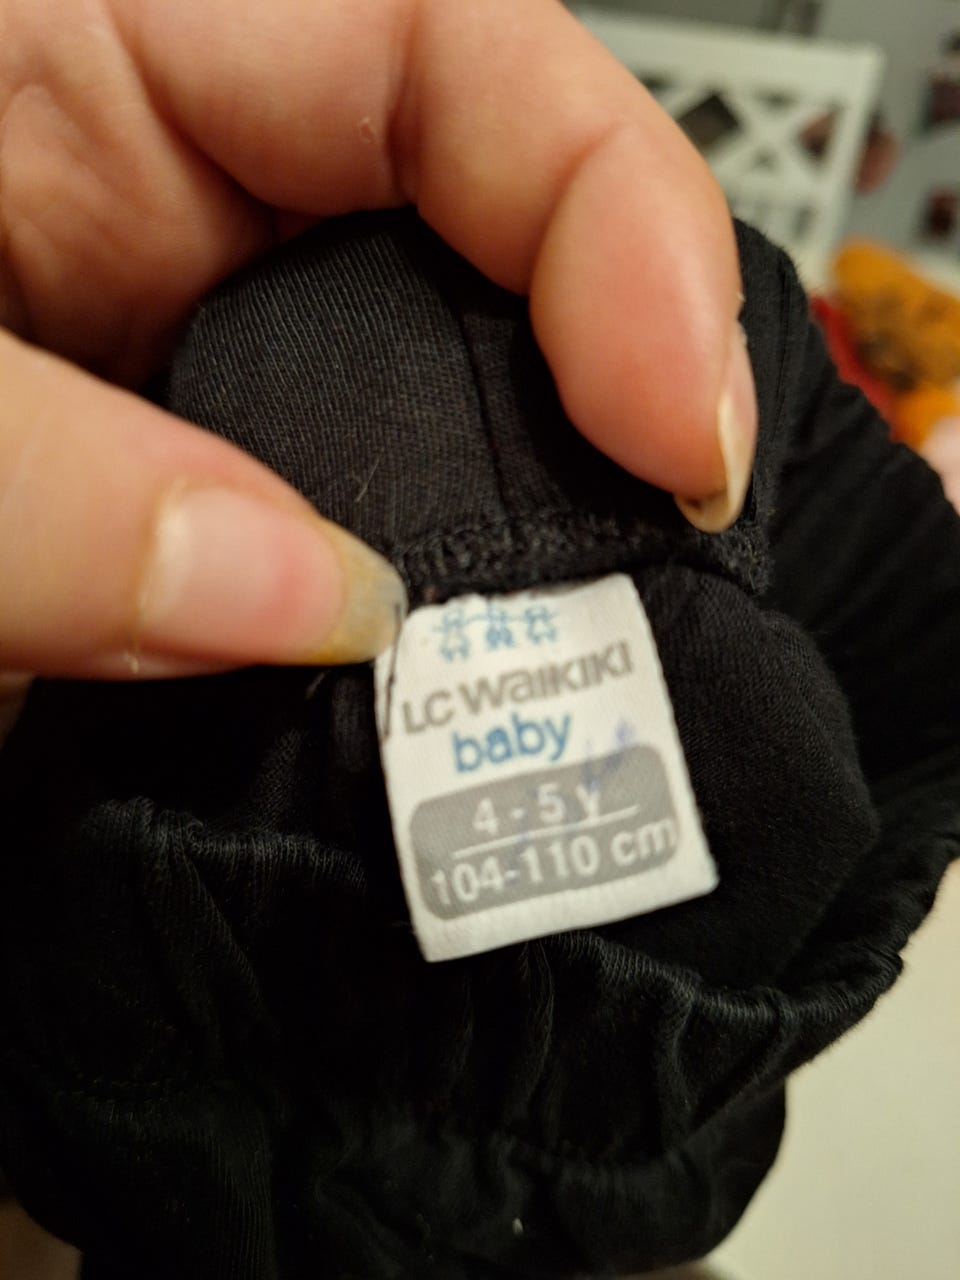 LC WAIKIKI
baby
4 - 5 y
104-110 cm